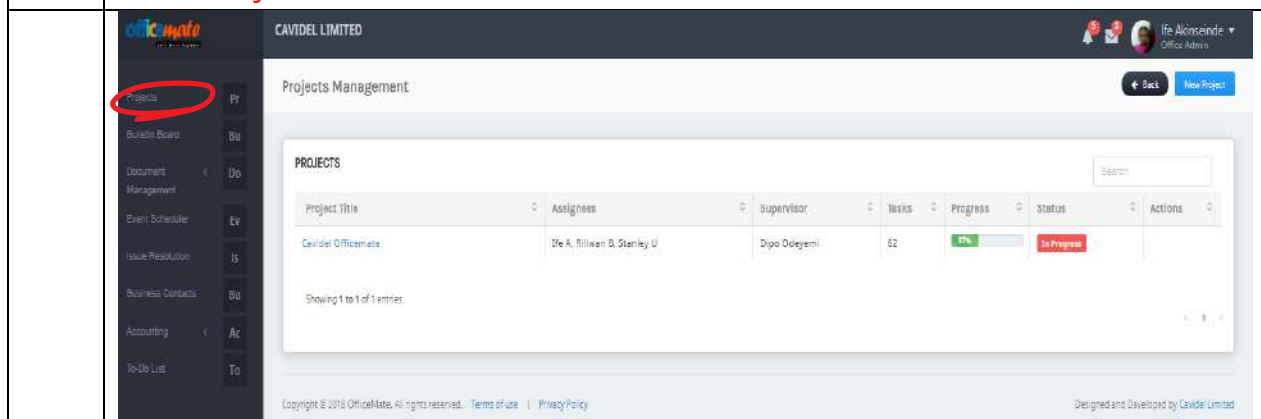 officemate
CAVIDEL LIMITED
Ife Akinseinde
Office Admin
Projects Management
Back
New Project
Projects Pr
Bulletin Board Bu
Document Do
Management
Event Scheduler Ev
Issue Resolution Is
Business Contacts Bu
Accounting Ac
To-Do List To
PROJECTS
Search
Project Title Assignees Supervisor Tasks Progress Status Actions
Cavidel Officemate Ife A, Riliwan B, Stanley U Dipo Odeyemi 62 37% In Progress
Showing 1 to 1 of 1 entries
1
Copyright © 2018 OfficeMate. All rights reserved. Terms of use | Privacy Policy
Designed and Developed by Cavidel Limited